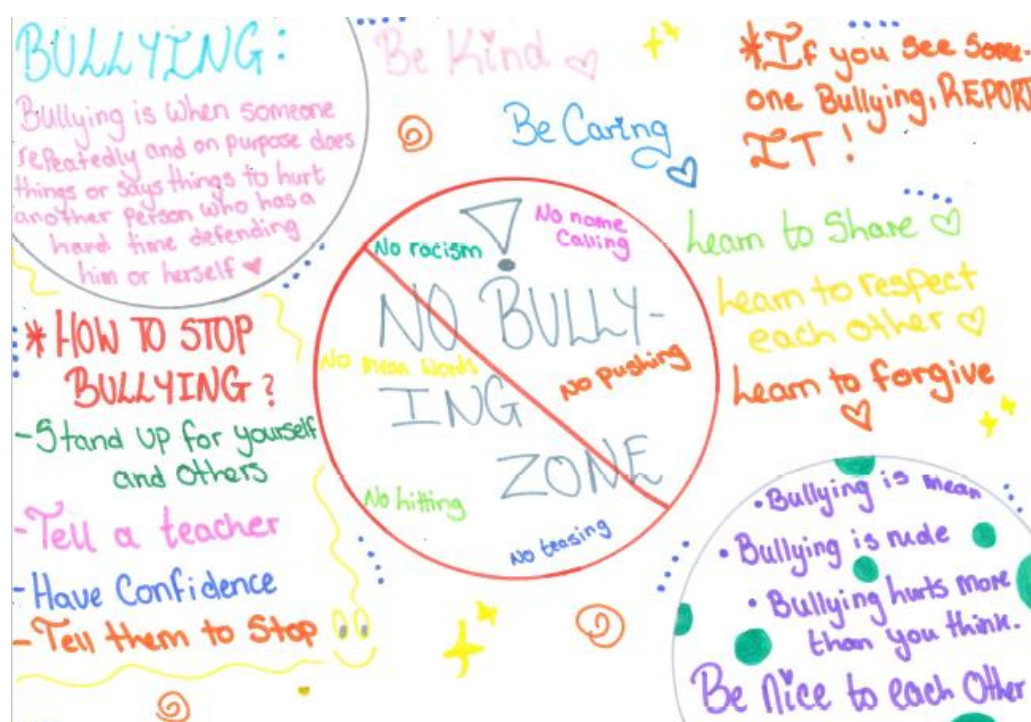 BULLYING:
Bullying is when someone
repeatedly and on purpose does
things or says things to hurt
another person who has a
hard time defending
him or herself
Be Kind
Be Caring
*If you see some-
one Bullying, REPORT
IT!
*HOW TO STOP
BULLYING?
-Stand up for yourself
and others
-Tell a teacher
-Have Confidence
-Tell them to Stop
No racism
No name
Calling
NO BULLY-
No mean words
No pushing
ING
ZONE
No hitting
No teasing
Learn to Share
Learn to respect
each other
Learn to forgive
• Bullying is mean
• Bullying is rude
• Bullying hurts more
than you think.
Be Nice to each Other